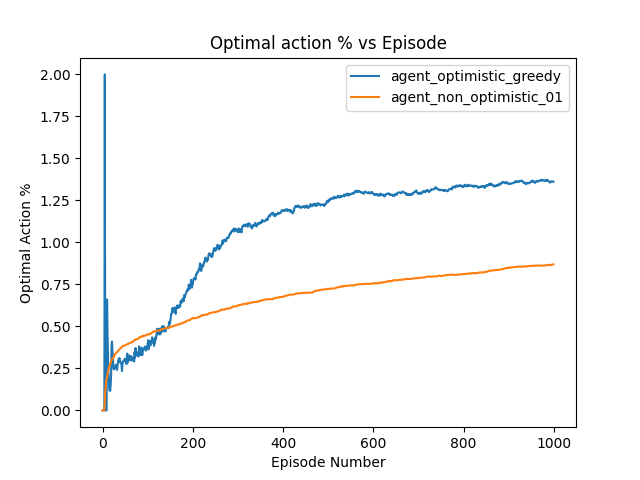 Optimal action % vs Episode
agent_optimistic_greedy
agent_non_optimistic_01
2.00
1.75
1.50
1.25
1.00
0.75
0.50
0.25
0.00
Optimal Action %
0 200 400 600 800 1000
Episode Number